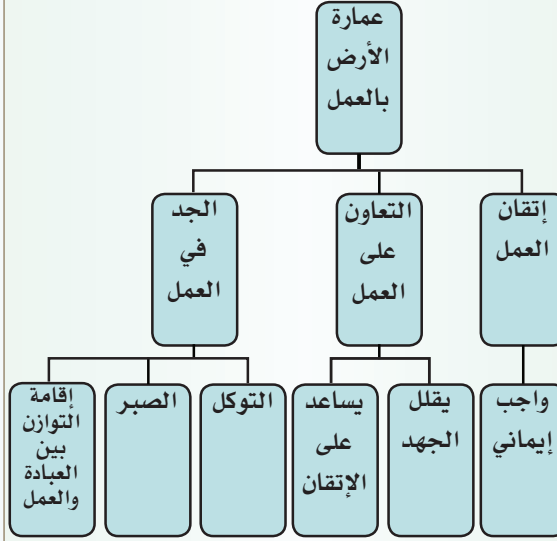 عمارة
الأرض
بالعمل
إتقان
العمل
التعاون
على
العمل
الجد
في
العمل
واجب
إيماني
يقلل
الجهد
يساعد
على
الإتقان
التوكل
الصبر
إقامة
التوازن
بين
العبادة
والعمل